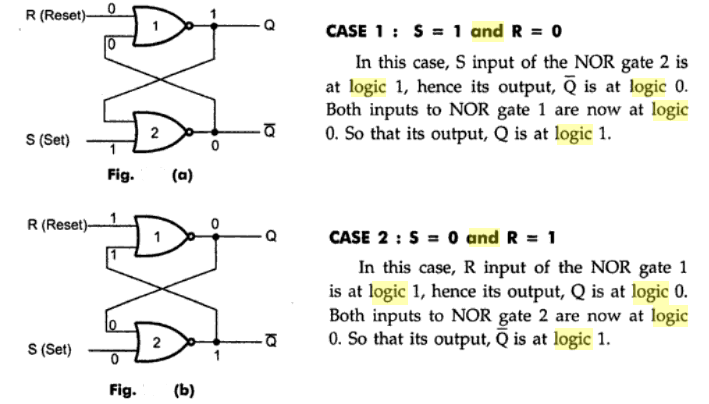 R (Reset) 0 1 1 Q
0
2 Q̅
S (Set) 1 0
Fig. (a)
CASE 1 : S = 1 and R = 0
In this case, S input of the NOR gate 2 is
at logic 1, hence its output, Q̅ is at logic 0.
Both inputs to NOR gate 1 are now at logic
0. So that its output, Q is at logic 1.
R (Reset) 1 1 0 Q
1
0 2 Q̅
S (Set) 0 1
Fig. (b)
CASE 2 : S = 0 and R = 1
In this case, R input of the NOR gate 1
is at logic 1, hence its output, Q is at logic 0.
Both inputs to NOR gate 2 are now at logic
0. So that its output, Q̅ is at logic 1.